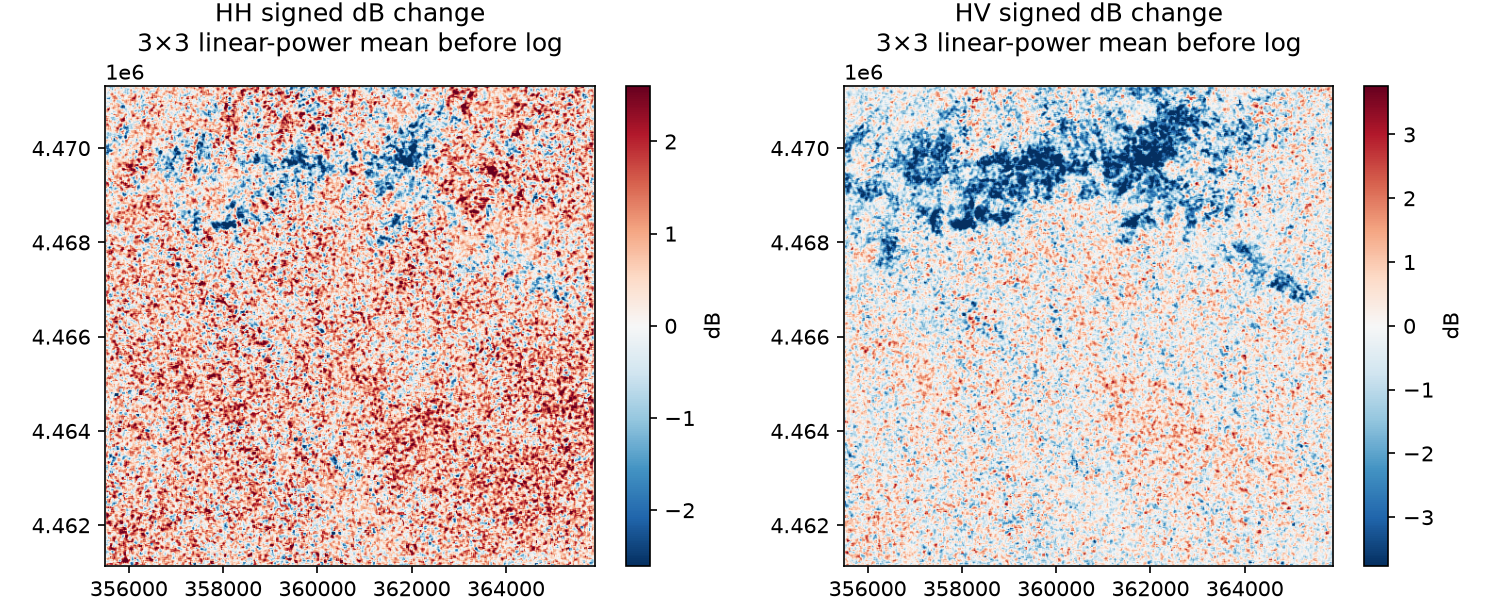 HH signed dB change
3×3 linear-power mean before log
1e6
4.470
4.468
4.466
4.464
4.462
356000 358000 360000 362000 364000
2
1
0
−1
−2
dB
HV signed dB change
3×3 linear-power mean before log
1e6
4.470
4.468
4.466
4.464
4.462
356000 358000 360000 362000 364000
3
2
1
0
−1
−2
−3
dB